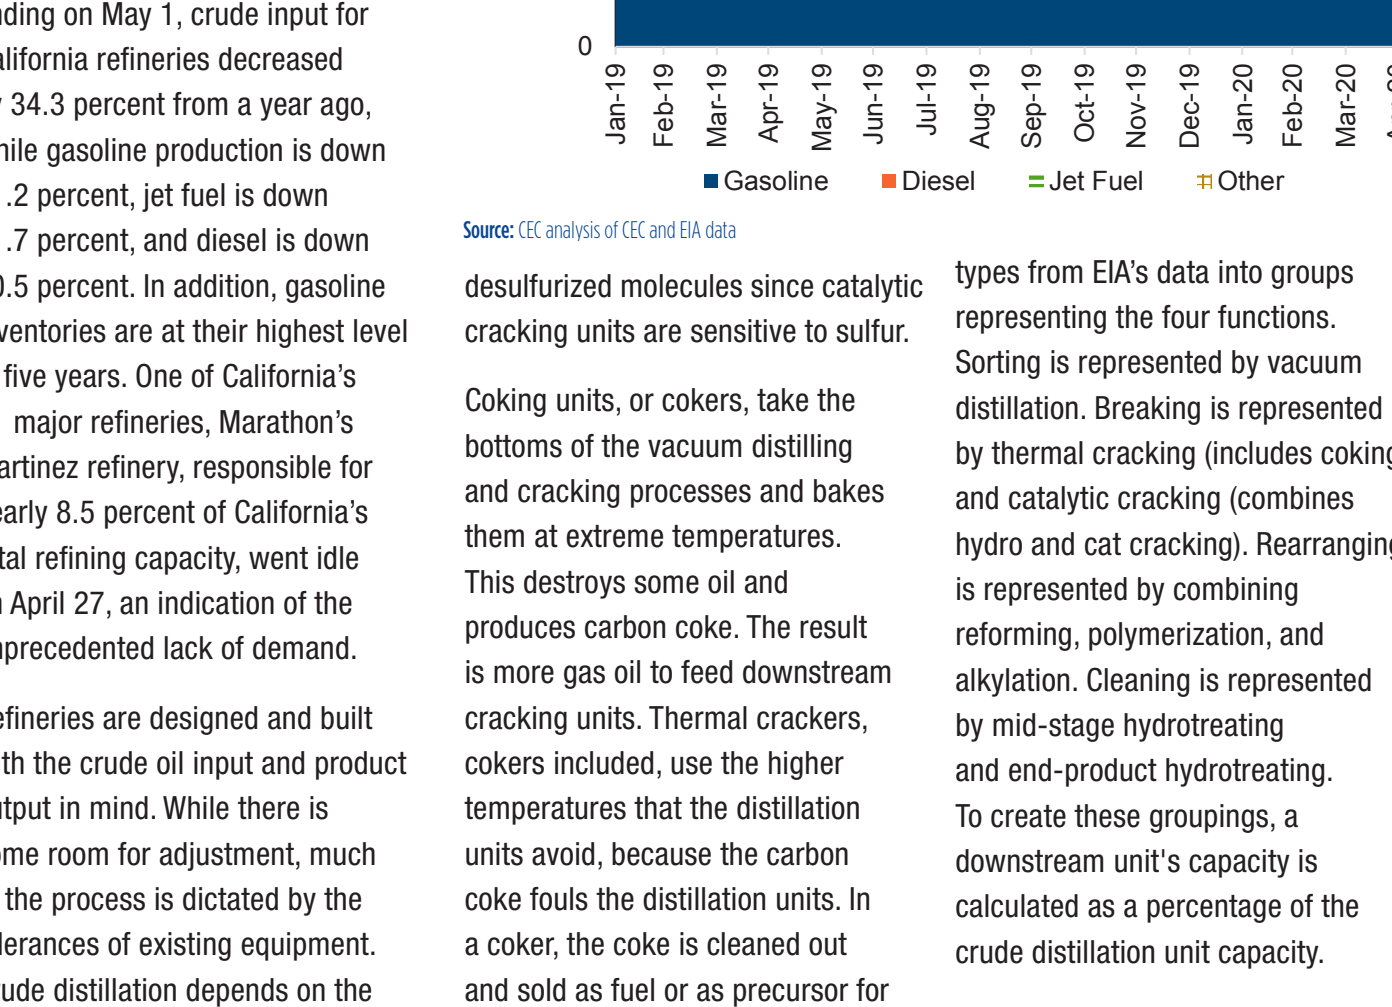 nding on May 1, crude input for
alifornia refineries decreased
y 34.3 percent from a year ago,
hile gasoline production is down
.2 percent, jet fuel is down
.7 percent, and diesel is down
0.5 percent. In addition, gasoline
ventories are at their highest level
five years. One of California's
major refineries, Marathon's
artinez refinery, responsible for
early 8.5 percent of California's
tal refining capacity, went idle
n April 27, an indication of the
nprecedented lack of demand.
efineries are designed and built
th the crude oil input and product
utput in mind. While there is
ome room for adjustment, much
the process is dictated by the
lerances of existing equipment.
rude distillation depends on the
0
Jan-19
Feb-19
Mar-19
Apr-19
May-19
Jun-19
Jul-19
Aug-19
Sep-19
Oct-19
Nov-19
Dec-19
Jan-20
Feb-20
Mar-20
Apr-20
Gasoline
Diesel
Jet Fuel
Other
Source: CEC analysis of CEC and EIA data
desulfurized molecules since catalytic
cracking units are sensitive to sulfur.
Coking units, or cokers, take the
bottoms of the vacuum distilling
and cracking processes and bakes
them at extreme temperatures.
This destroys some oil and
produces carbon coke. The result
is more gas oil to feed downstream
cracking units. Thermal crackers,
cokers included, use the higher
temperatures that the distillation
units avoid, because the carbon
coke fouls the distillation units. In
a coker, the coke is cleaned out
and sold as fuel or as precursor for
types from EIA's data into groups
representing the four functions.
Sorting is represented by vacuum
distillation. Breaking is represented
by thermal cracking (includes coking
and catalytic cracking (combines
hydro and cat cracking). Rearranging
is represented by combining
reforming, polymerization, and
alkylation. Cleaning is represented
by mid-stage hydrotreating
and end-product hydrotreating.
To create these groupings, a
downstream unit's capacity is
calculated as a percentage of the
crude distillation unit capacity.